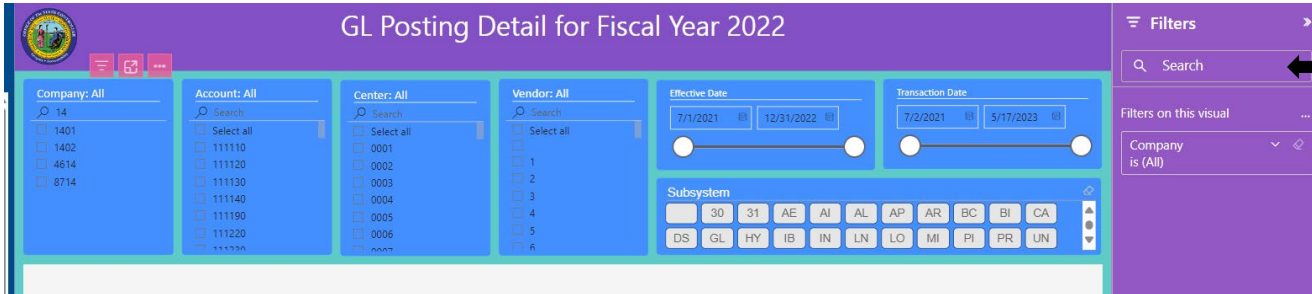 GL Posting Detail for Fiscal Year 2022
Filters
Search
Filters on this visual
...
Company
is (All)
Company: All
14
1401
1402
4614
8714
Account: All
Search
Select all
111110
111120
111130
111140
111190
111220
Center: All
Search
Select all
0001
0002
0003
0004
0005
0006
0007
Vendor: All
Search
Select all
1
2
3
4
5
6
Effective Date
7/1/2021 12/31/2022
Transaction Date
7/2/2021 5/17/2023
Subsystem
30 31 AE AI AL AP AR BC BI CA
DS GL HY IB IN LN LO MI PI PR UN